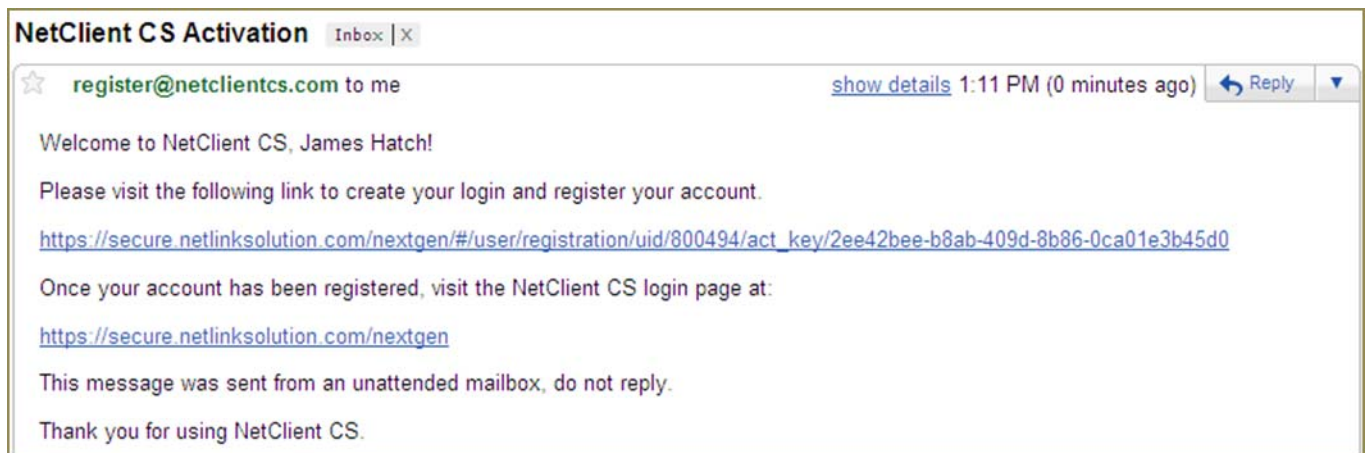 NetClient CS Activation Inbox | X
register@netclientcs.com to me show details 1:11 PM (0 minutes ago) Reply
Welcome to NetClient CS, James Hatch!
Please visit the following link to create your login and register your account.
https://secure.netlinksolution.com/nextgen/#/user/registration/uid/800494/act_key/2ee42bee-b8ab-409d-8b86-0ca01e3b45d0
Once your account has been registered, visit the NetClient CS login page at:
https://secure.netlinksolution.com/nextgen
This message was sent from an unattended mailbox, do not reply.
Thank you for using NetClient CS.